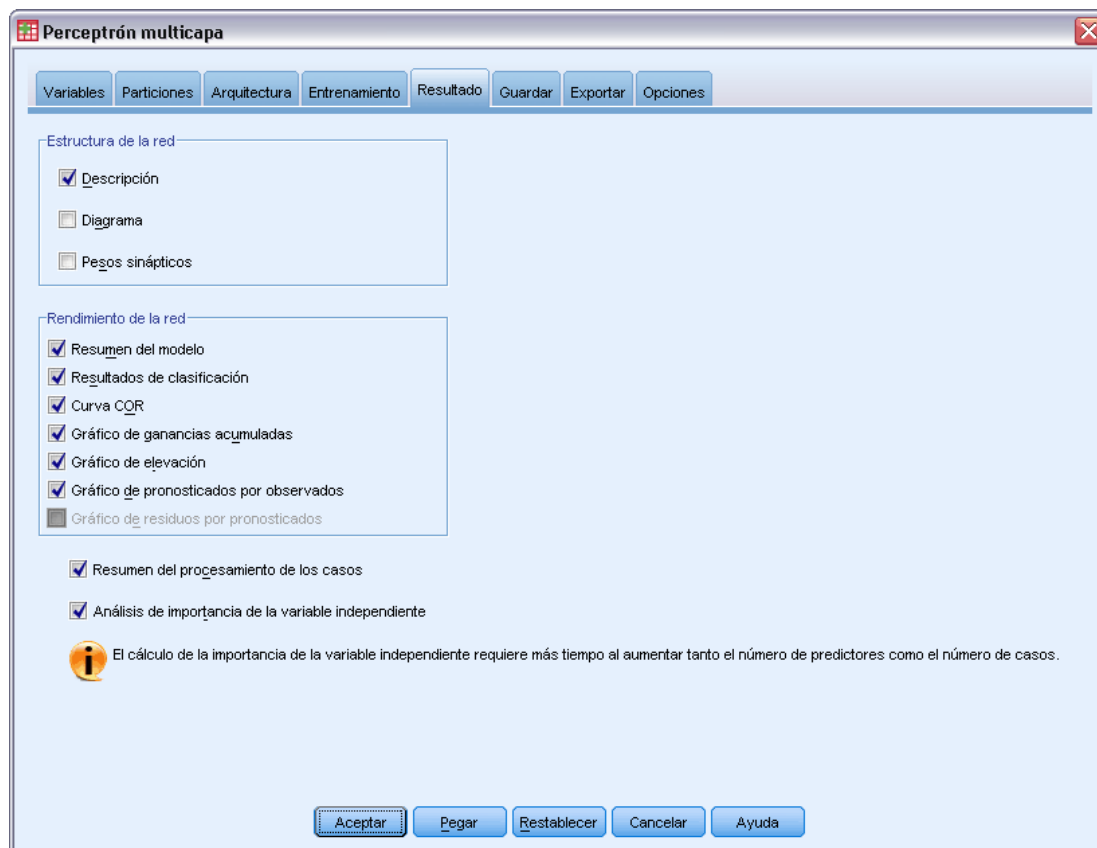 Perceptrón multicapa
Variables Particiones Arquitectura Entrenamiento Resultado Guardar Exportar Opciones
Estructura de la red
Descripción
Diagrama
Pesos sinápticos
Rendimiento de la red
Resumen del modelo
Resultados de clasificación
Curva COR
Gráfico de ganancias acumuladas
Gráfico de elevación
Gráfico de pronosticados por observados
Gráfico de residuos por pronosticados
Resumen del procesamiento de los casos
Análisis de importancia de la variable independiente
El cálculo de la importancia de la variable independiente requiere más tiempo al aumentar tanto el número de predictores como el número de casos.
Aceptar Pegar Restablecer Cancelar Ayuda